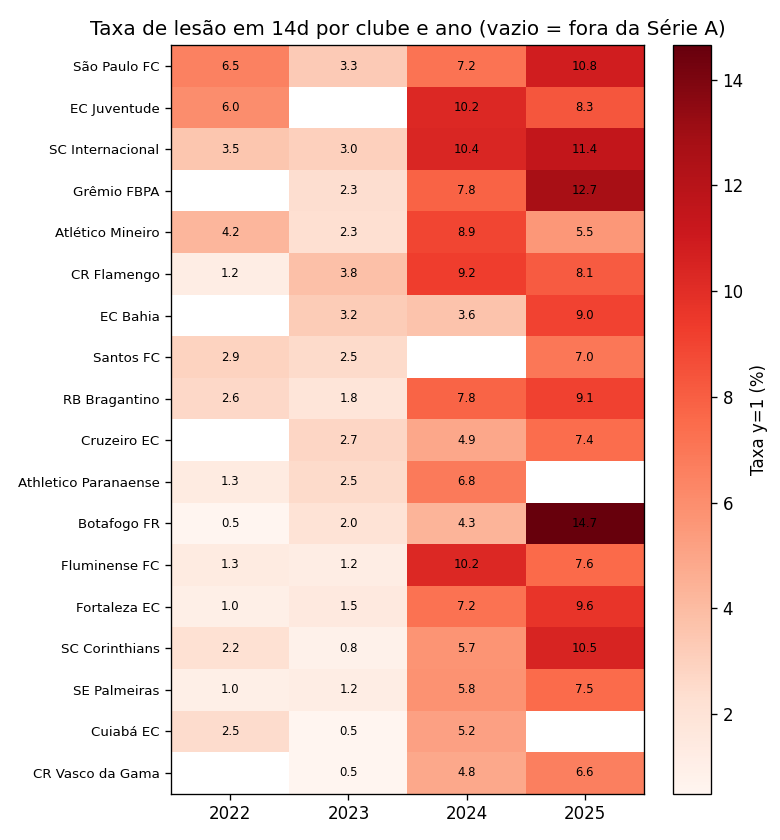 Taxa de lesão em 14d por clube e ano (vazio = fora da Série A)
São Paulo FC 6.5 3.3 7.2 10.8
EC Juventude 6.0 10.2 8.3
SC Internacional 3.5 3.0 10.4 11.4
Grêmio FBPA 2.3 7.8 12.7
Atlético Mineiro 4.2 2.3 8.9 5.5
CR Flamengo 1.2 3.8 9.2 8.1
EC Bahia 3.2 3.6 9.0
Santos FC 2.9 2.5 7.0
RB Bragantino 2.6 1.8 7.8 9.1
Cruzeiro EC 2.7 4.9 7.4
Athletico Paranaense 1.3 2.5 6.8
Botafogo FR 0.5 2.0 4.3 14.7
Fluminense FC 1.3 1.2 10.2 7.6
Fortaleza EC 1.0 1.5 7.2 9.6
SC Corinthians 2.2 0.8 5.7 10.5
SE Palmeiras 1.0 1.2 5.8 7.5
Cuiabá EC 2.5 0.5 5.2
CR Vasco da Gama 0.5 4.8 6.6
2022 2023 2024 2025
14
12
10
8
6
4
2
Taxa y=1 (%)